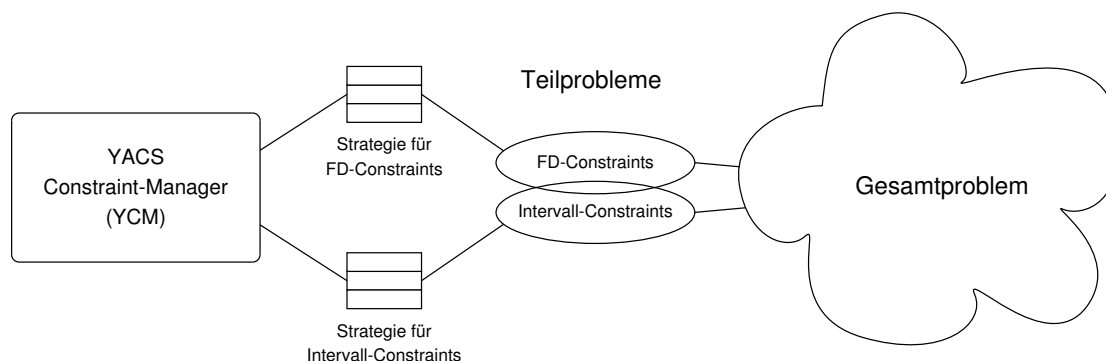 YACS
Constraint-Manager
(YCM)
Strategie für
FD-Constraints
Strategie für
Intervall-Constraints
Teilprobleme
FD-Constraints
Intervall-Constraints
Gesamtproblem